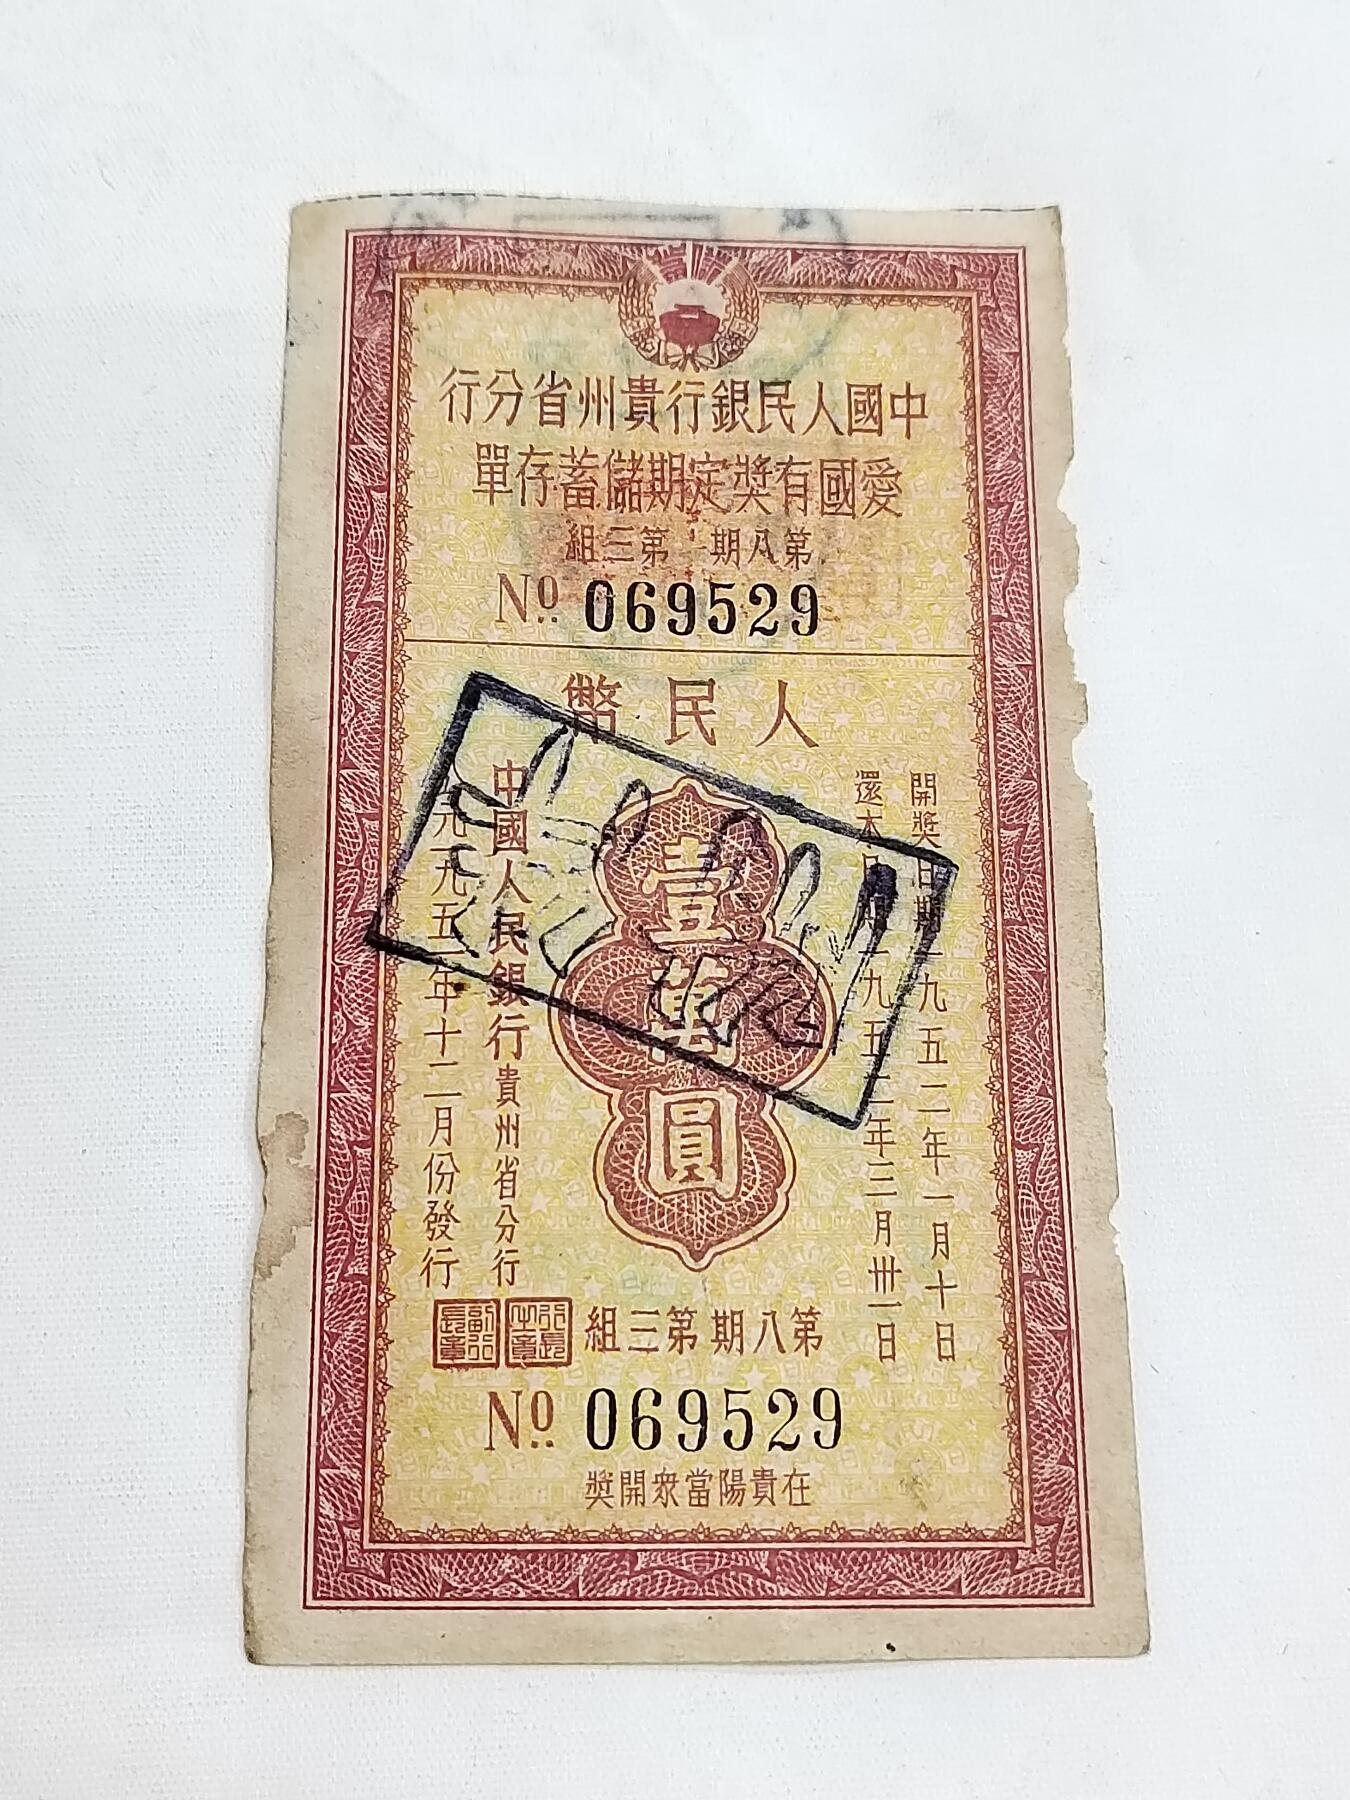 中國人民銀行貴州省分行
愛國有獎定期儲蓄存單
第八期 第三組
No. 069529
人民幣
開獎日期一九五二年一月十日
還本日期一九五二年三月卅一日
壹萬圓
中國人民銀行貴州省分行
一九五一年十二月份發行
第八期 第三組
No. 069529
在貴陽當衆開獎